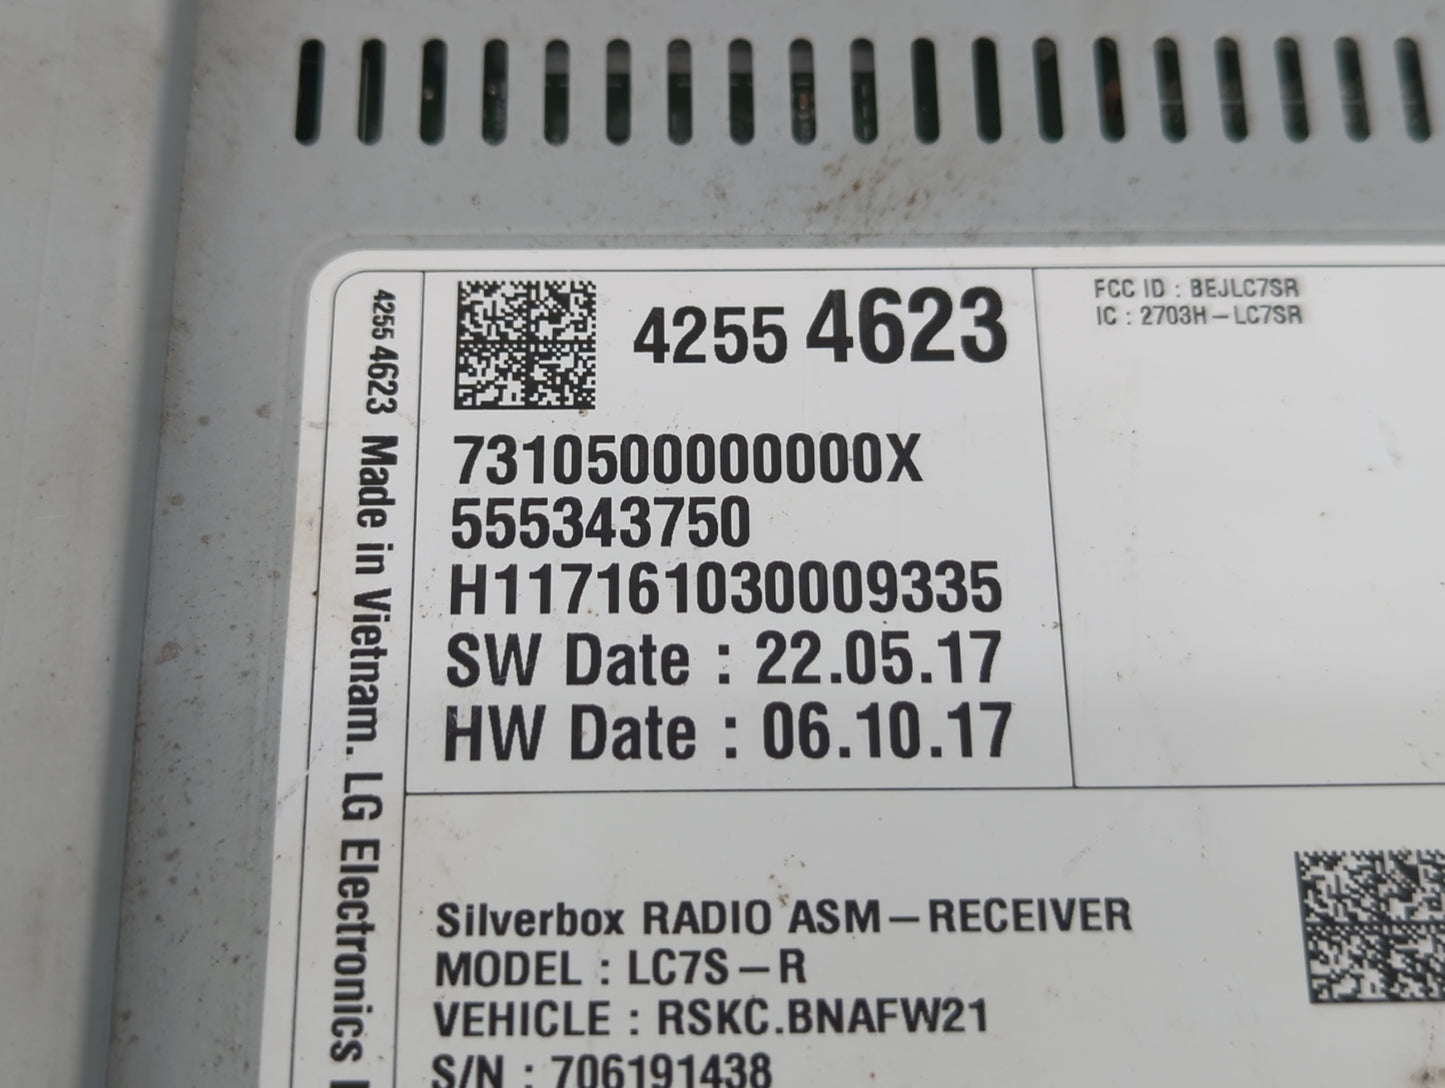 4255 4623 Made in Vietnam. LG Electronics
4255 4623
7310500000000X
555343750
H117161030009335
SW Date : 22.05.17
HW Date : 06.10.17
FCC ID : BEJLC7SR
IC : 2703H-LC7SR
Silverbox RADIO ASM-RECEIVER
MODEL : LC7S-R
VEHICLE : RSKC.BNAFW21
S/N : 706191438